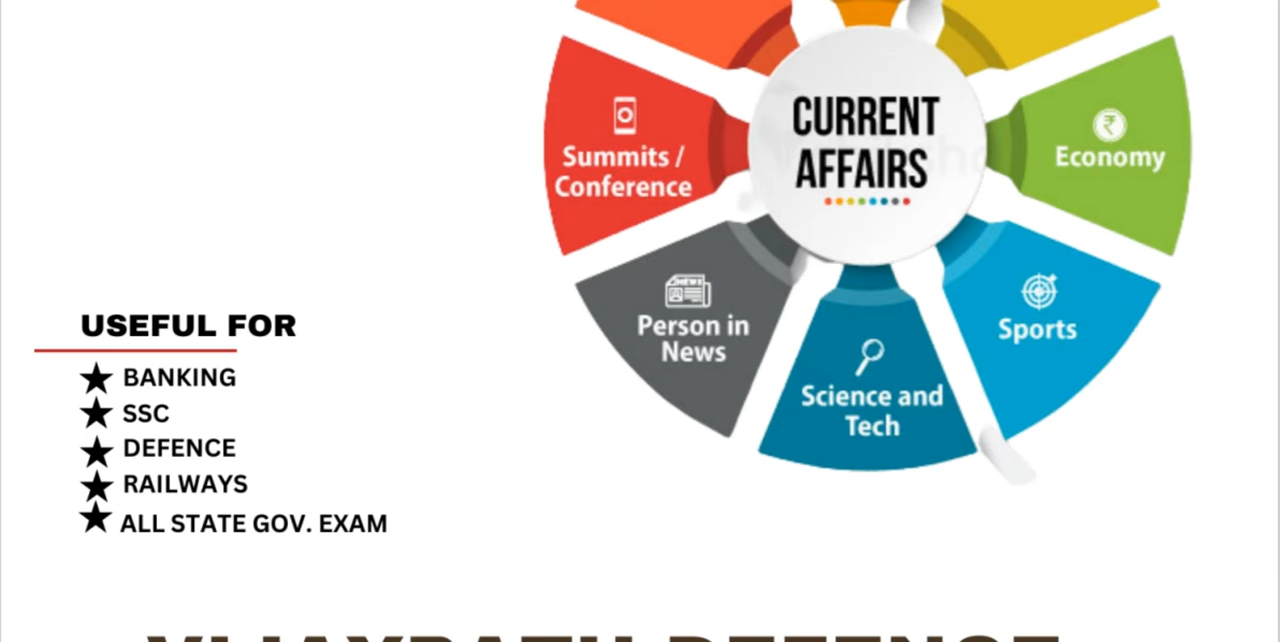 CURRENT
AFFAIRS
Summits /
Conference
Economy
Person in
News
Sports
Science and
Tech
USEFUL FOR
BANKING
SSC
DEFENCE
RAILWAYS
ALL STATE GOV. EXAM